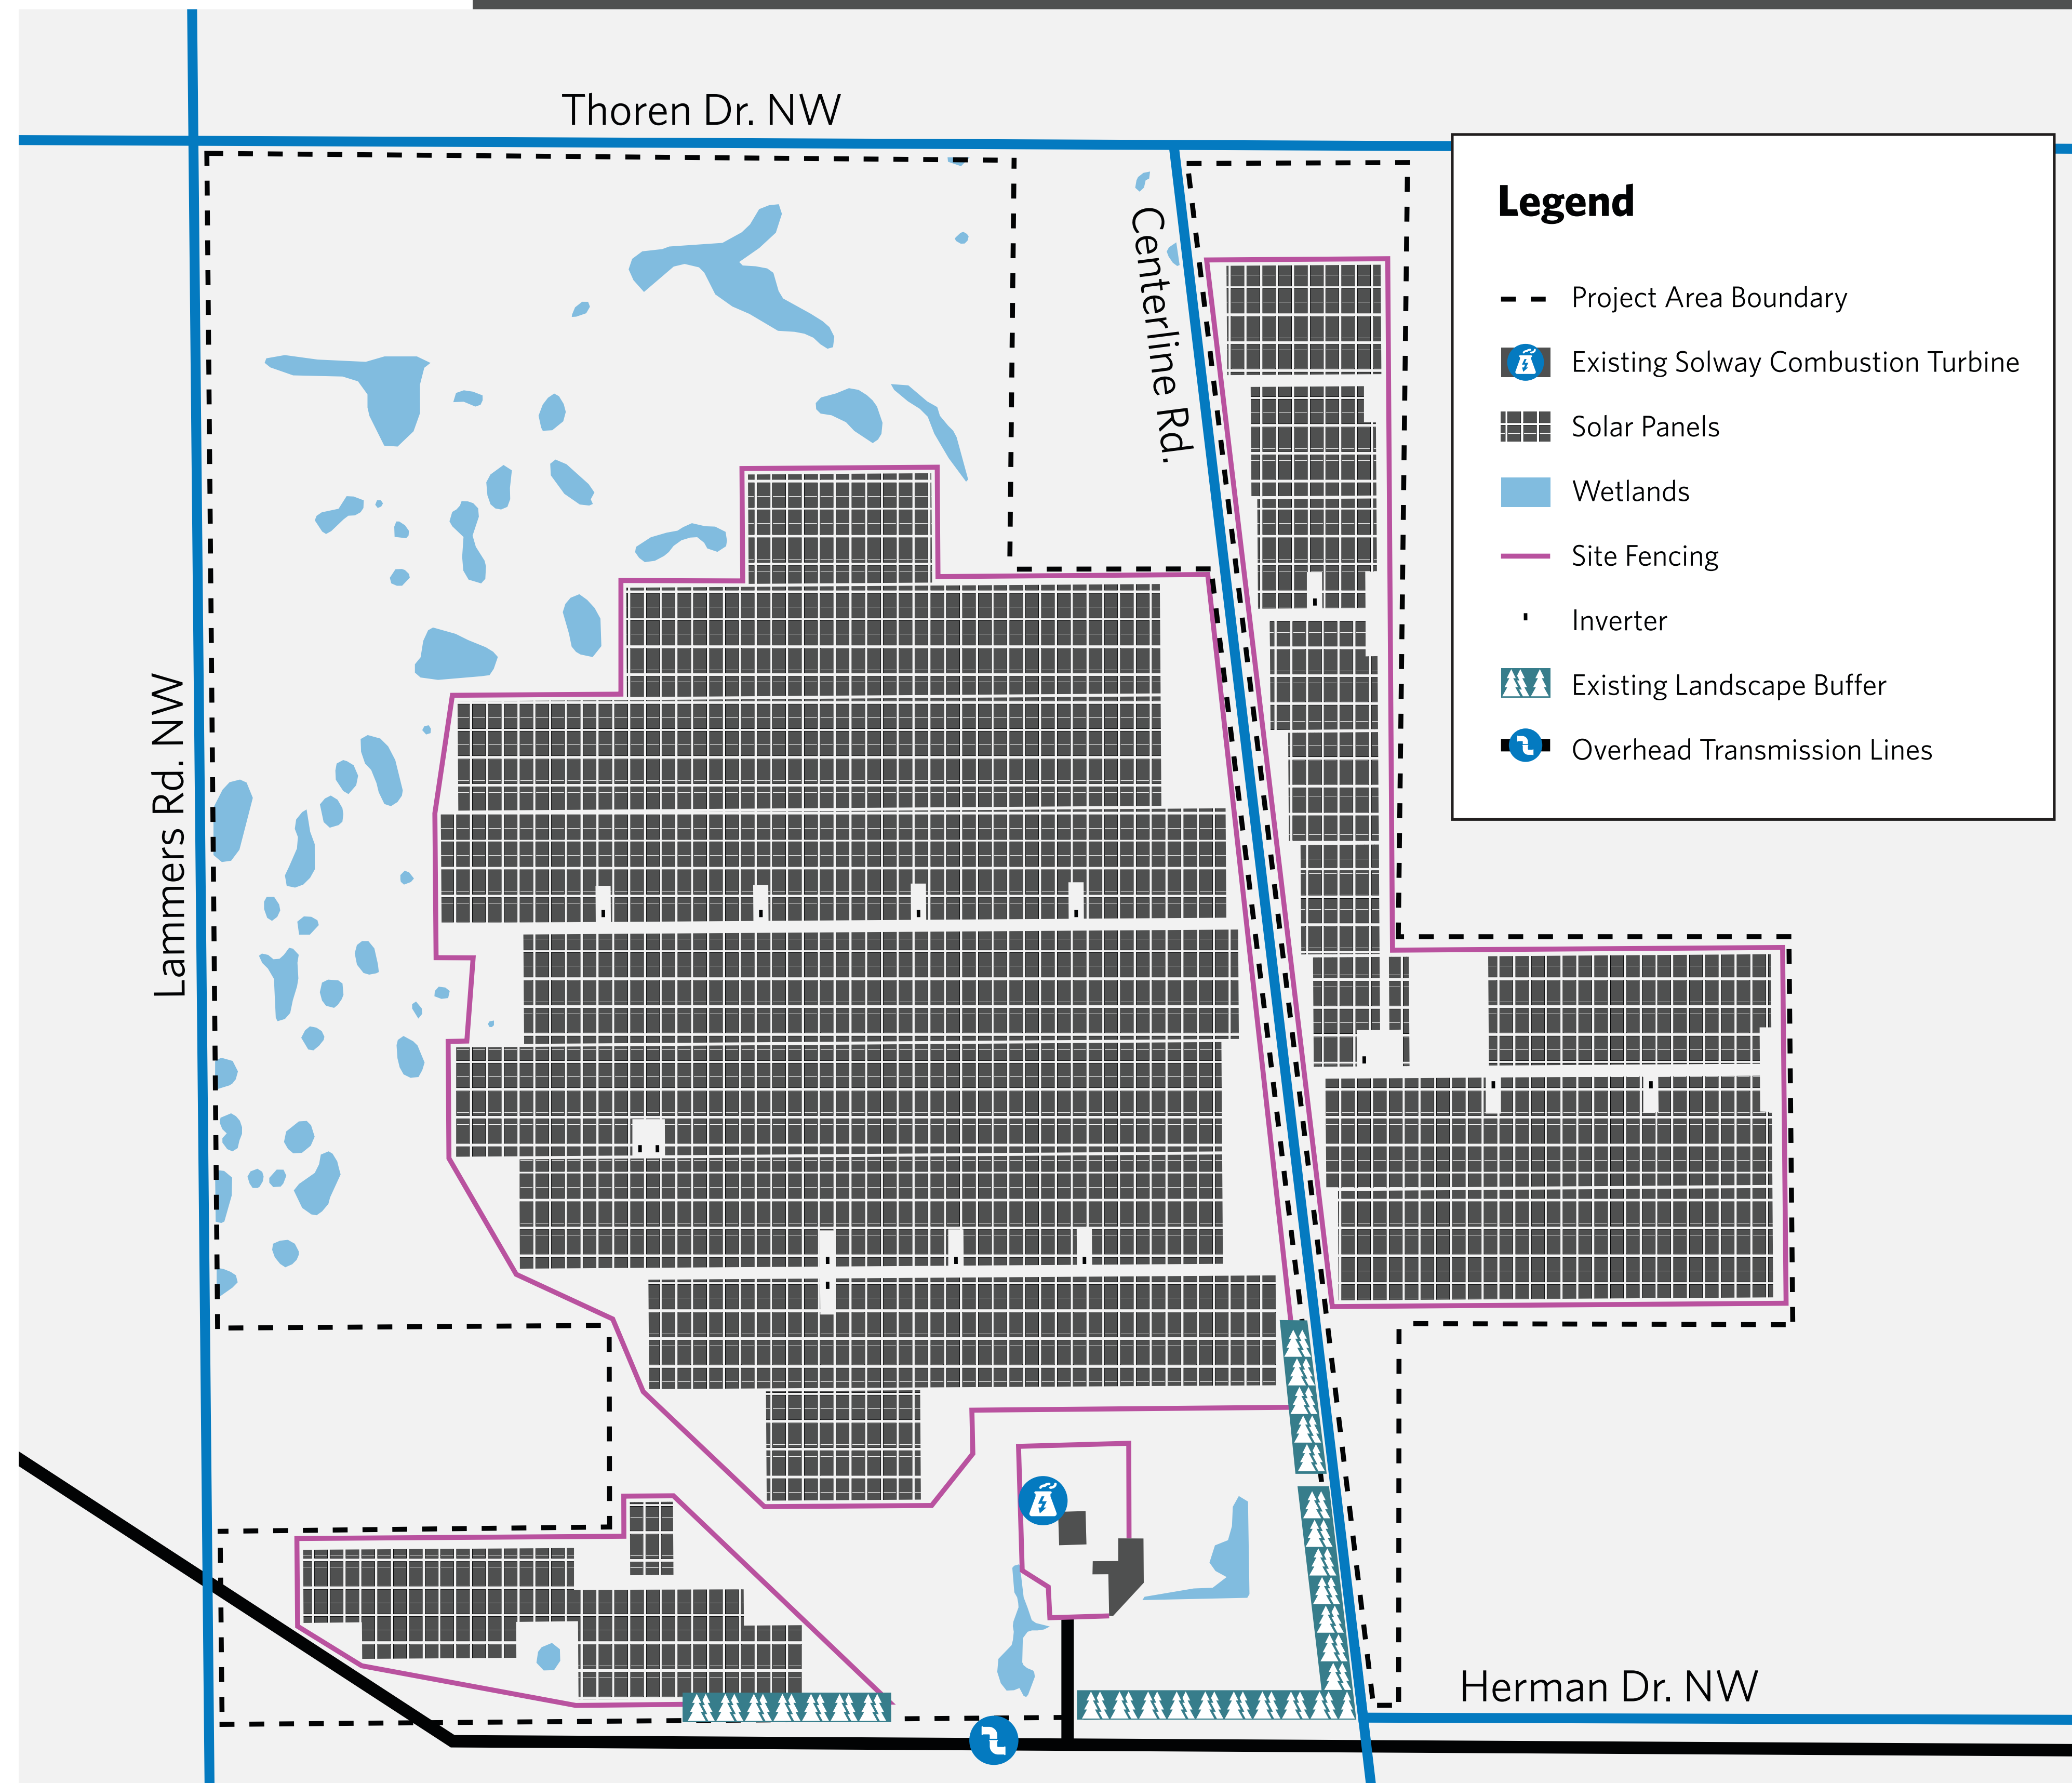 Thoren Dr. NW
Centerline Rd.
Lammers Rd. NW
Herman Dr. NW
Legend
Project Area Boundary
Existing Solway Combustion Turbine
Solar Panels
Wetlands
Site Fencing
Inverter
Existing Landscape Buffer
Overhead Transmission Lines